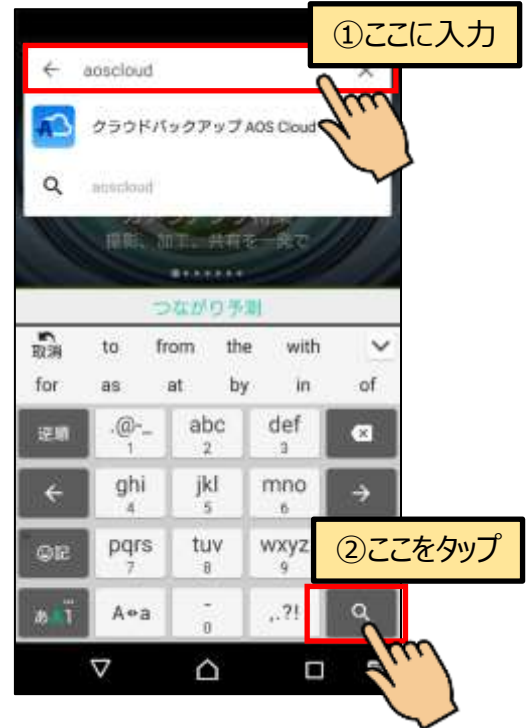 ①ここに入力
aoscloud
クラウドバックアップ AOS Cloud
aoscloud
撮影、加工、共有を一発で
つながり予測
取消 to from the with
for as at by in of
逆順 .@-_ 1 abc 2 def 3
ghi 4 jkl 5 mno 6
記 pqrs 7 tuv 8 wxyz 9
②ここをタップ
あA1 A⇔a - 0 ,.?!